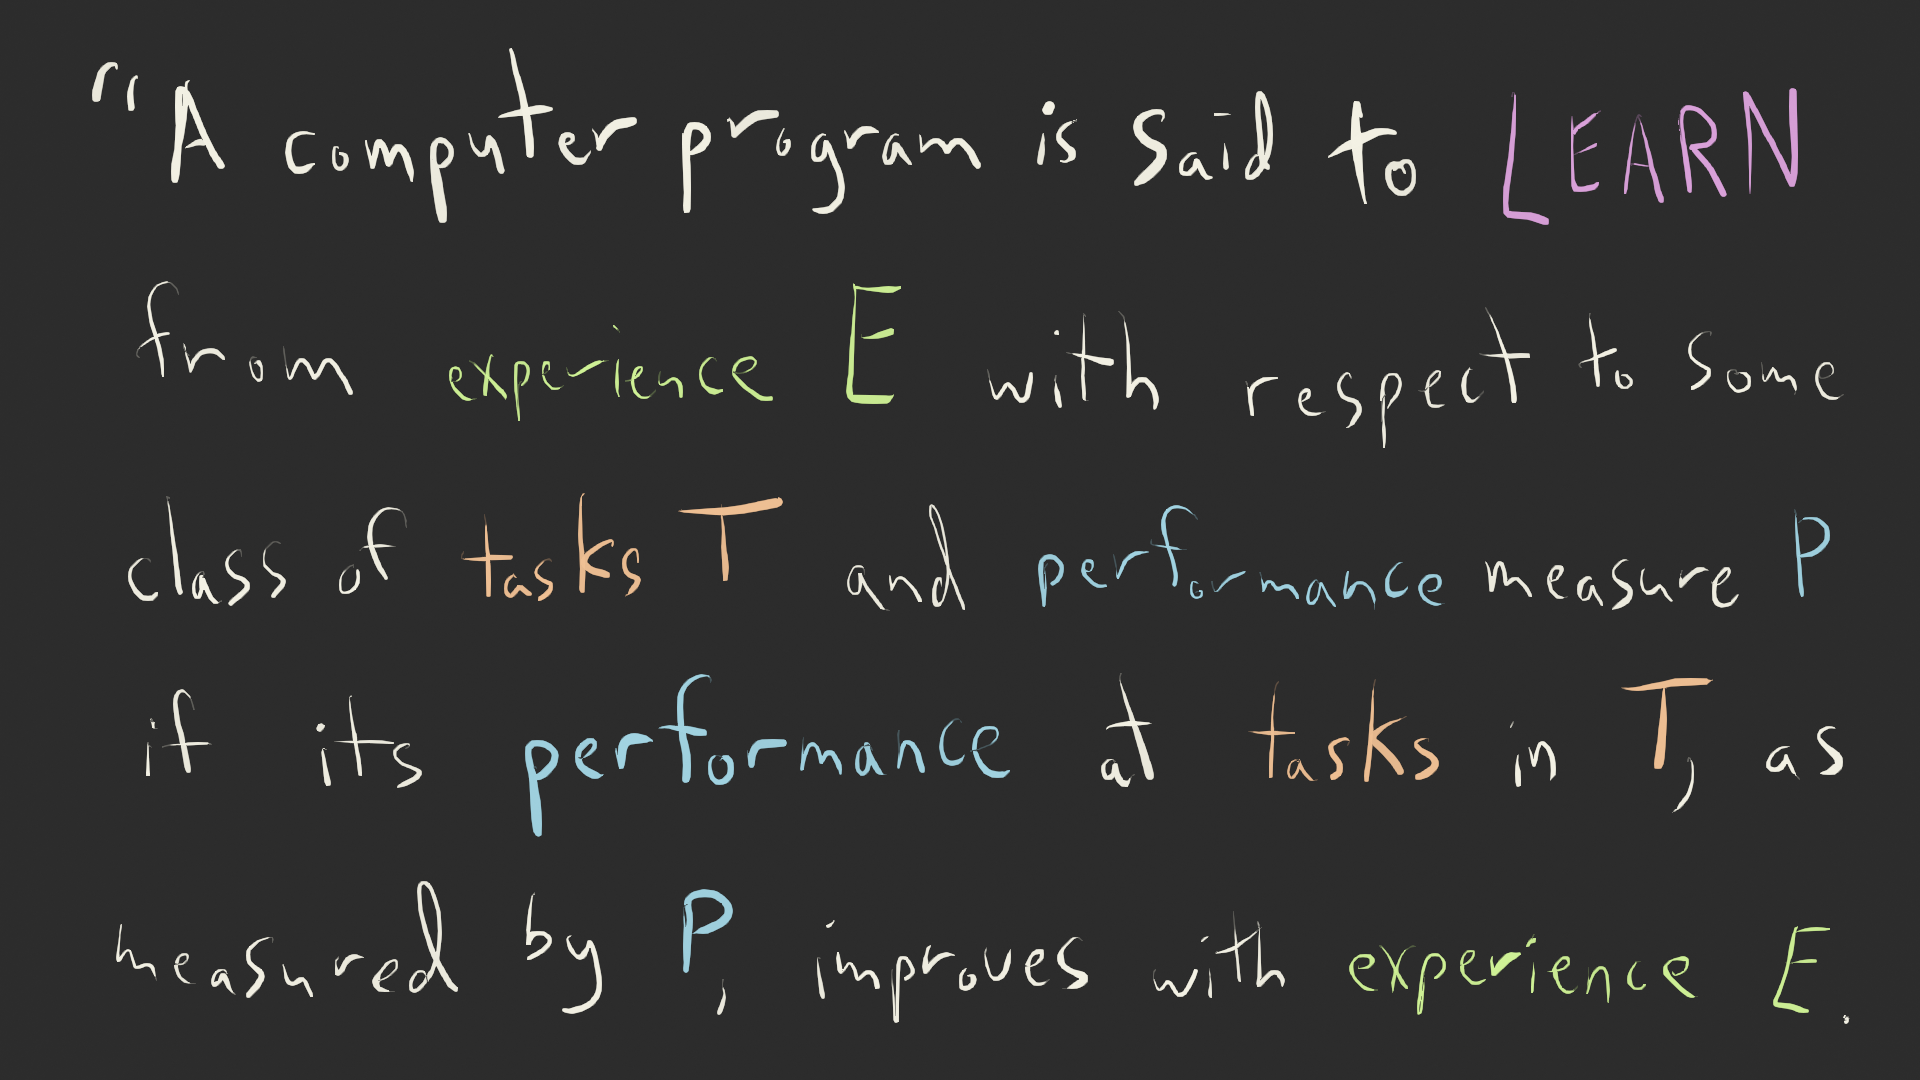 "A computer program is said to LEARN
from experience E with respect to some
class of tasks T and performance measure P
if its performance at tasks in T, as
measured by P, improves with experience E.